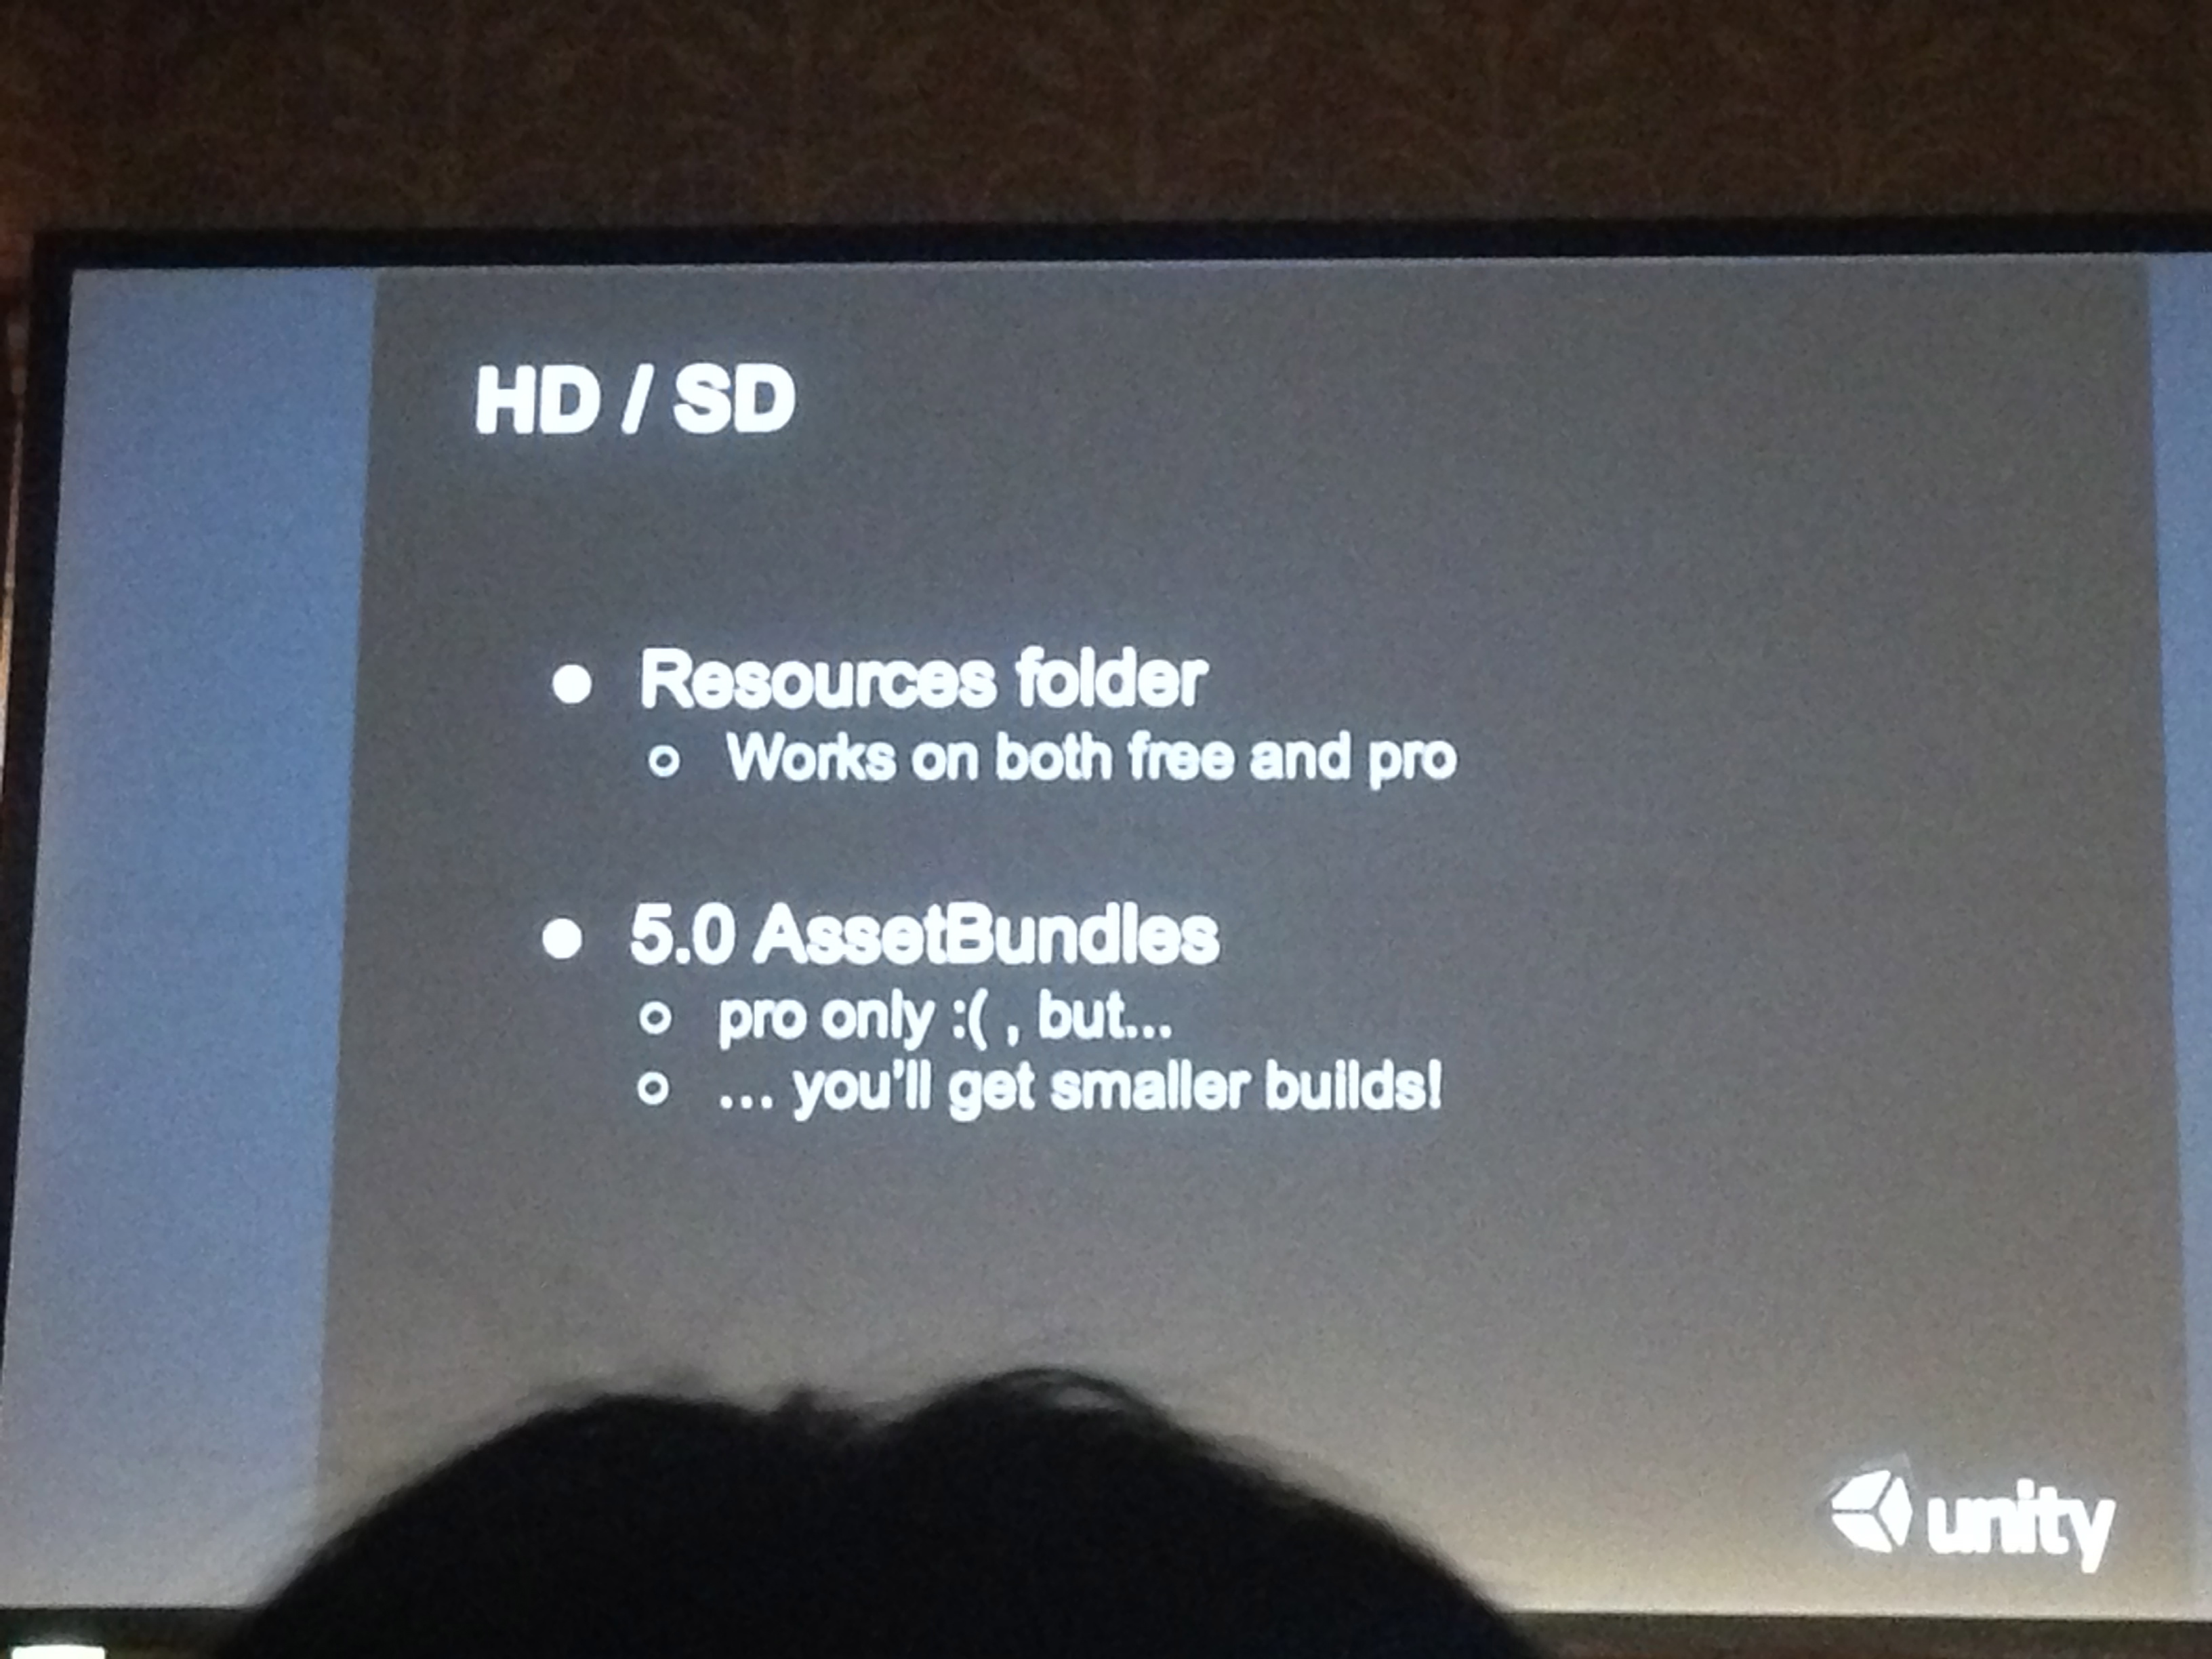 HD / SD
● Resources folder
○ Works on both free and pro
● 5.0 AssetBundles
○ pro only :( , but...
○ ... you'll get smaller builds!
unity